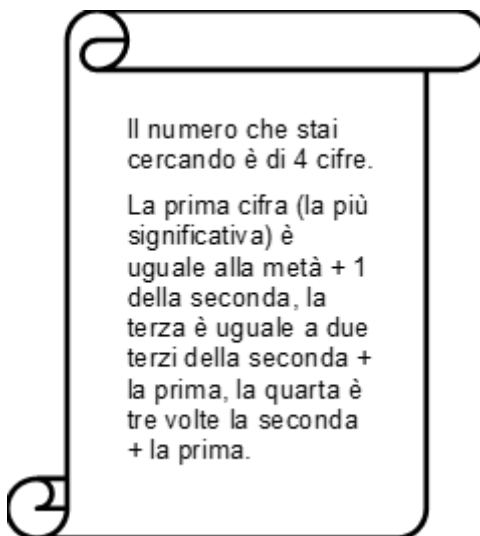 Il numero che stai
cercando è di 4 cifre.
La prima cifra (la più
significativa) è
uguale alla metà + 1
della seconda, la
terza è uguale a due
terzi della seconda +
la prima, la quarta è
tre volte la seconda
+ la prima.